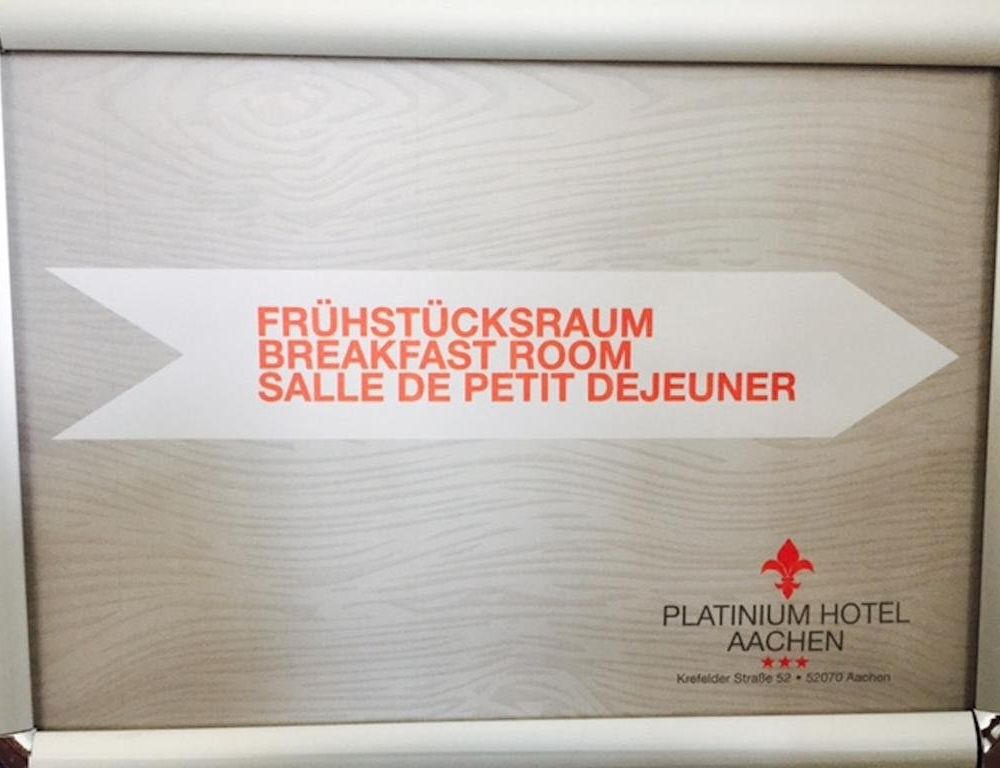 FRÜHSTÜCKSRAUM
BREAKFAST ROOM
SALLE DE PETIT DEJEUNER
PLATINIUM HOTEL
AACHEN
Krefelder Straße 52 • 52070 Aachen